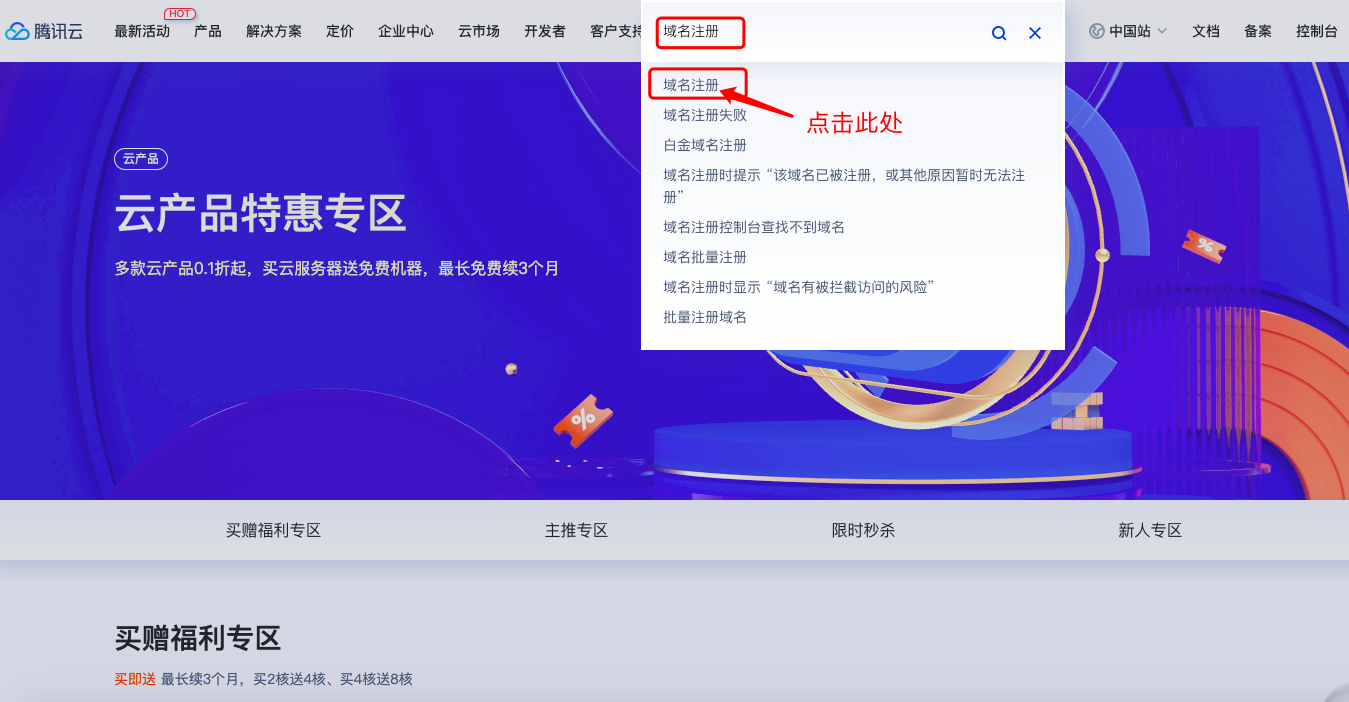 腾讯云
最新活动
HOT
产品
解决方案
定价
企业中心
云市场
开发者
客户支持
域名注册
中国站
文档
备案
控制台
域名注册
域名注册失败
白金域名注册
域名注册时提示“该域名已被注册，或其他原因暂时无法注
册”
域名注册控制台查找不到域名
域名批量注册
域名注册时显示“域名有被拦截访问的风险”
批量注册域名
点击此处
云产品
云产品特惠专区
多款云产品0.1折起，买云服务器送免费机器，最长免费续3个月
%
%
买赠福利专区
主推专区
限时秒杀
新人专区
买赠福利专区
买即送 最长续3个月，买2核送4核、买4核送8核